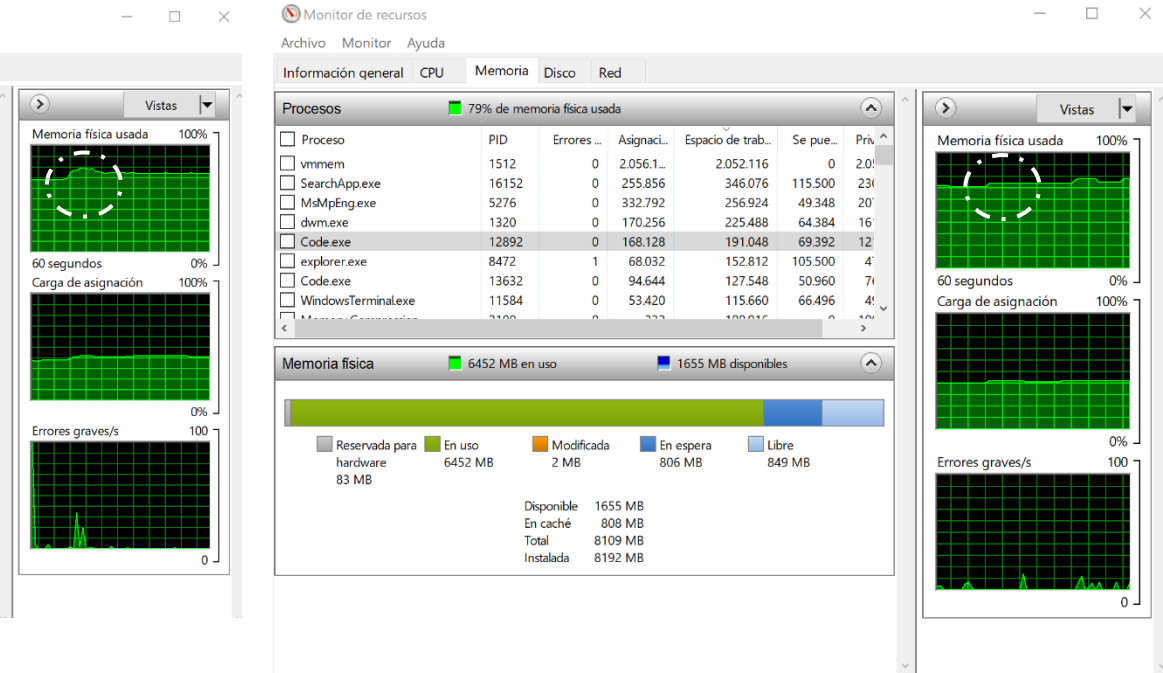 Vistas
Memoria física usada 100%
60 segundos 0%
Carga de asignación 100%
0%
Errores graves/s 100
0
Monitor de recursos
Archivo Monitor Ayuda
Información general CPU Memoria Disco Red
Procesos 79% de memoria física usada
Proceso PID Errores ... Asignaci... Espacio de trab... Se pue... Priv
vmmem 1512 0 2.056.1... 2.052.116 0 2.05
SearchApp.exe 16152 0 255.856 346.076 115.500 230
MsMpEng.exe 5276 0 332.792 256.924 49.348 207
dwm.exe 1320 0 170.256 225.488 64.384 16
Code.exe 12892 0 168.128 191.048 69.392 12
explorer.exe 8472 1 68.032 152.812 105.500 4
Code.exe 13632 0 94.644 127.548 50.960 7
WindowsTerminal.exe 11584 0 53.420 115.660 66.496 4
Memoria física 6452 MB en uso 1655 MB disponibles
Reservada para En uso Modificada En espera Libre
hardware 6452 MB 2 MB 806 MB 849 MB
83 MB
Disponible 1655 MB
En caché 808 MB
Total 8109 MB
Instalada 8192 MB
Vistas
Memoria física usada 100%
60 segundos 0%
Carga de asignación 100%
0%
Errores graves/s 100
0